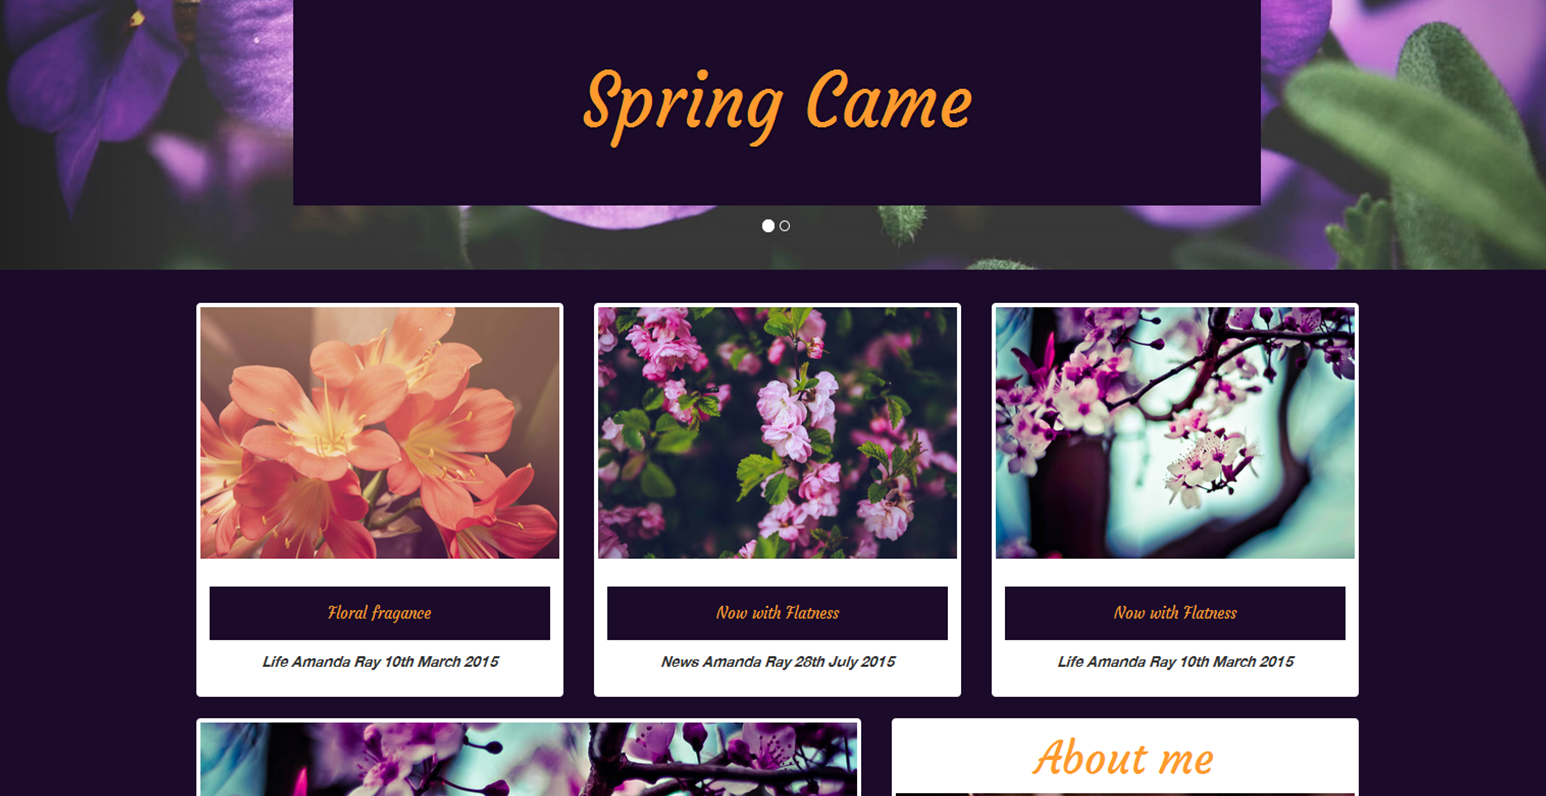 Spring Came
Floral fragance
Now with Flatness
Now with Flatness
Life Amanda Ray 10th March 2015
News Amanda Ray 28th July 2015
Life Amanda Ray 10th March 2015
About me